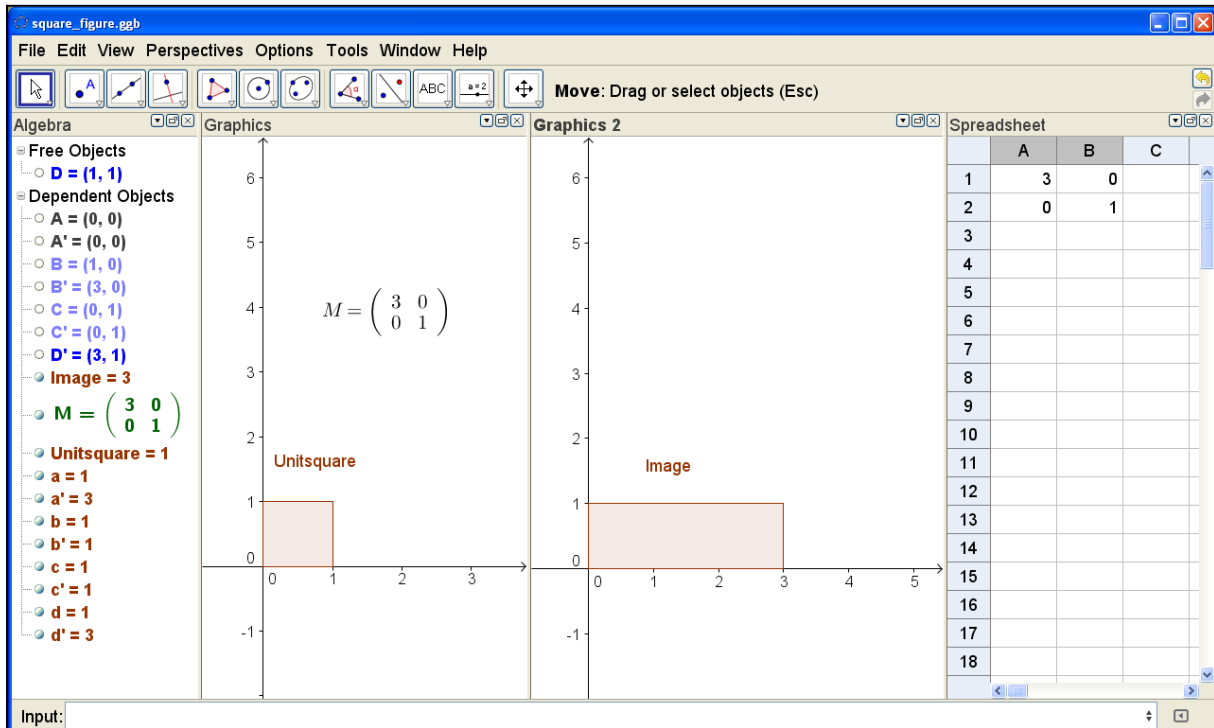 square_figure.ggb
File Edit View Perspectives Options Tools Window Help
A
α
ABC
a=2
Move: Drag or select objects (Esc)
Algebra
Free Objects
D = (1, 1)
Dependent Objects
A = (0, 0)
A' = (0, 0)
B = (1, 0)
B' = (3, 0)
C = (0, 1)
C' = (0, 1)
D' = (3, 1)
Image = 3
M = ( 3 0
0 1 )
Unitsquare = 1
a = 1
a' = 3
b = 1
b' = 1
c = 1
c' = 1
d = 1
d' = 3
Graphics
6
5
4
3
2
1
0
-1
0 1 2 3
M = ( 3 0
0 1 )
Unitsquare
Graphics 2
6
5
4
3
2
1
0
-1
0 1 2 3 4 5
Image
Spreadsheet
A B C
1 3 0
2 0 1
3
4
5
6
7
8
9
10
11
12
13
14
15
16
17
18
Input: